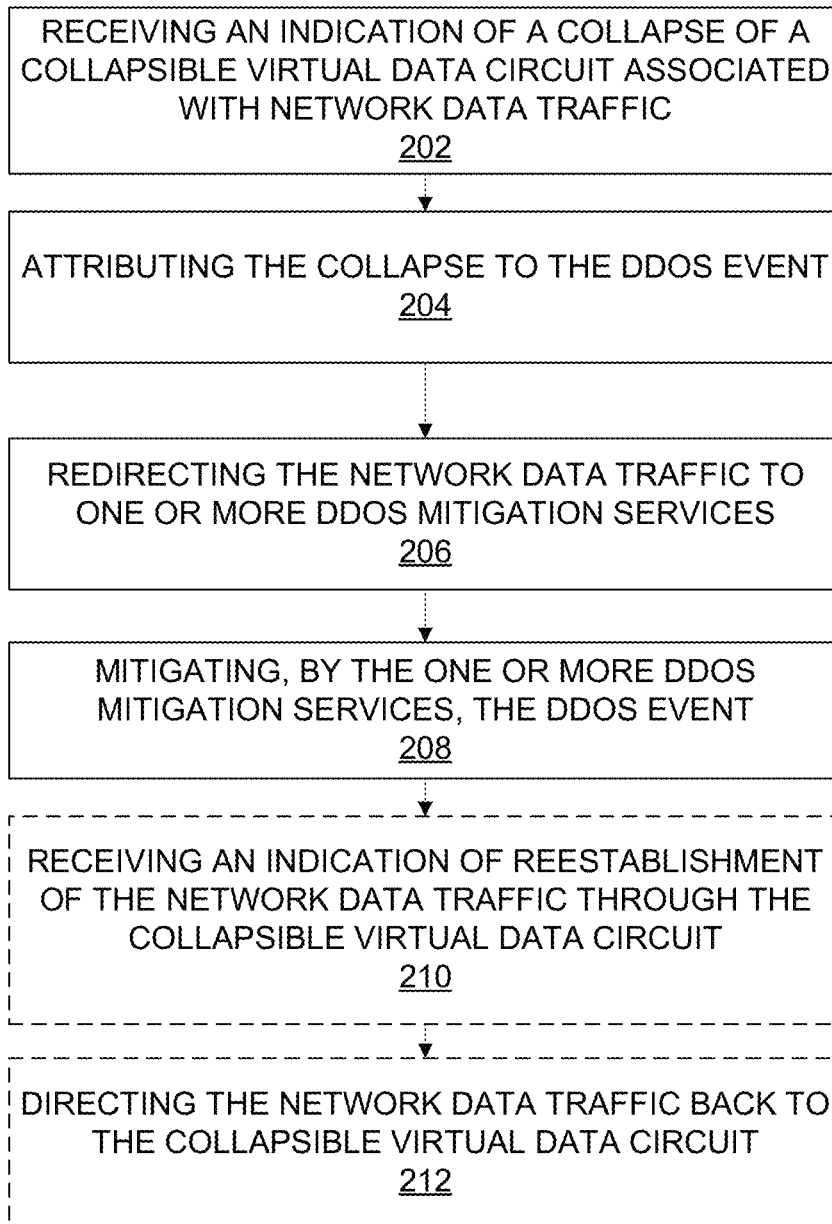 RECEIVING AN INDICATION OF A COLLAPSE OF A
COLLAPSIBLE VIRTUAL DATA CIRCUIT ASSOCIATED
WITH NETWORK DATA TRAFFIC
202
ATTRIBUTING THE COLLAPSE TO THE DDOS EVENT
204
REDIRECTING THE NETWORK DATA TRAFFIC TO
ONE OR MORE DDOS MITIGATION SERVICES
206
MITIGATING, BY THE ONE OR MORE DDOS
MITIGATION SERVICES, THE DDOS EVENT
208
RECEIVING AN INDICATION OF REESTABLISHMENT
OF THE NETWORK DATA TRAFFIC THROUGH THE
COLLAPSIBLE VIRTUAL DATA CIRCUIT
210
DIRECTING THE NETWORK DATA TRAFFIC BACK TO
THE COLLAPSIBLE VIRTUAL DATA CIRCUIT
212